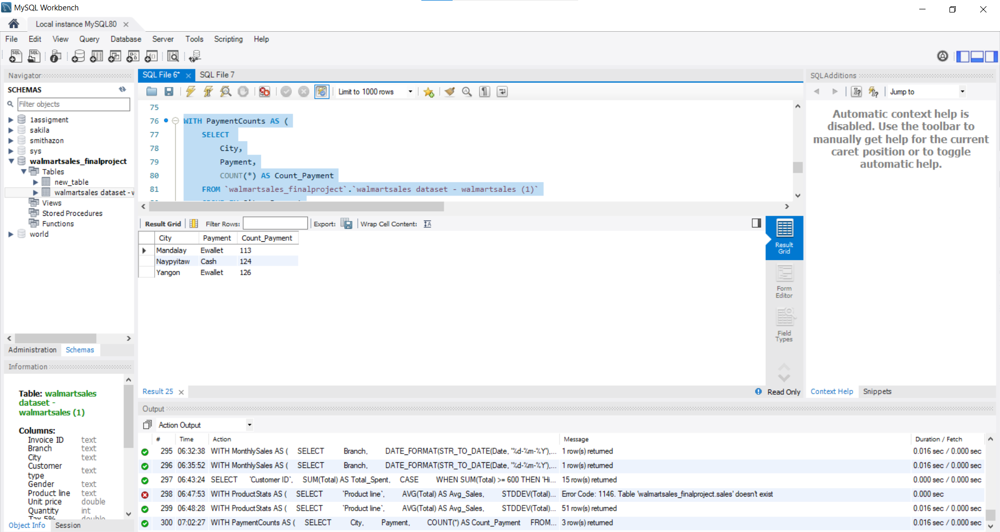 MySQL Workbench
Local instance MySQL80
File Edit View Query Database Server Tools Scripting Help
Navigator
SCHEMAS
Filter objects
1assigment
sakila
smithazon
sys
walmartsales_finalproject
Tables
new_table
walmartsales dataset - w
Views
Stored Procedures
Functions
world
Administration Schemas
Information
Table: walmartsales
dataset -
walmartsales (1)
Columns:
Invoice ID text
Branch text
City text
Customer
type text
Gender text
Product line text
Unit price double
Quantity int
Tax 5% double
Object Info Session
SQL File 6* SQL File 7
Limit to 1000 rows
75
76 WITH PaymentCounts AS (
77 SELECT
78 City,
79 Payment,
80 COUNT(*) AS Count_Payment
81 FROM `walmartsales_finalproject`.`walmartsales dataset - walmartsales (1)`
Result Grid Filter Rows: Export: Wrap Cell Content:
City Payment Count_Payment
Mandalay Ewallet 113
Naypyitaw Cash 124
Yangon Ewallet 126
Result
Grid
Form
Editor
Field
Types
Result 25 Read Only
SQLAdditions
Jump to
Automatic context help is
disabled. Use the toolbar to
manually get help for the current
caret position or to toggle
automatic help.
Context Help Snippets
Output
Action Output
# Time Action Message Duration / Fetch
295 06:32:38 WITH MonthlySales AS ( SELECT Branch, DATE_FORMAT(STR_TO_DATE(Date, '%d-%m-%Y'),... 1 row(s) returned 0.016 sec / 0.000 sec
296 06:35:52 WITH MonthlySales AS ( SELECT Branch, DATE_FORMAT(STR_TO_DATE(Date, '%d-%m-%Y'),... 1 row(s) returned 0.016 sec / 0.000 sec
297 06:43:24 SELECT `Customer ID`, SUM(Total) AS Total_Spent, CASE WHEN SUM(Total) >= 600 THEN 'Hi... 15 row(s) returned 0.000 sec / 0.000 sec
298 06:47:53 WITH ProductStats AS ( SELECT `Product line`, AVG(Total) AS Avg_Sales, STDDEV(Total)... Error Code: 1146. Table 'walmartsales_finalproject.sales' doesn't exist 0.000 sec
299 06:48:28 WITH ProductStats AS ( SELECT `Product line`, AVG(Total) AS Avg_Sales, STDDEV(Total)... 51 row(s) returned 0.016 sec / 0.000 sec
300 07:02:27 WITH PaymentCounts AS ( SELECT City, Payment, COUNT(*) AS Count_Payment FROM... 3 row(s) returned 0.016 sec / 0.000 sec